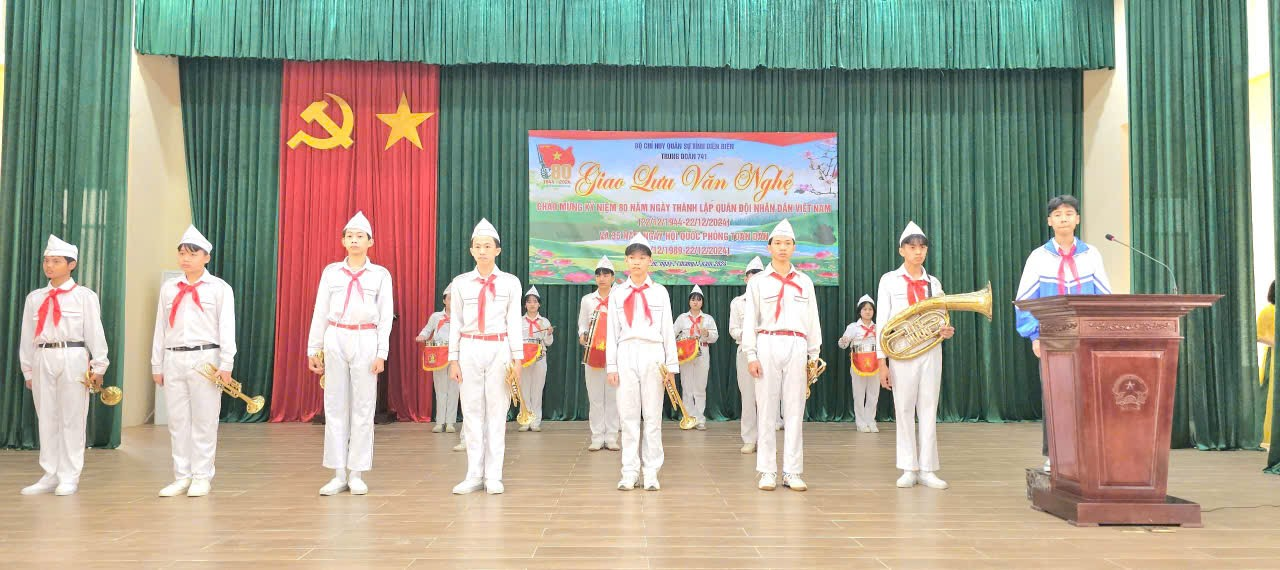 BỘ CHỈ HUY QUÂN SỰ TỈNH ĐIỆN BIÊN
TRUNG ĐOÀN 741
80
1944-2024
Giao Lưu Văn Nghệ
CHÀO MỪNG KỶ NIỆM 80 NĂM NGÀY THÀNH LẬP QUÂN ĐỘI NHÂN DÂN VIỆT NAM
(22/12/1944-22/12/2024)
NGÀY HỘI QUỐC PHÒNG TOÀN DÂN
/12/1989-22/12/2024)